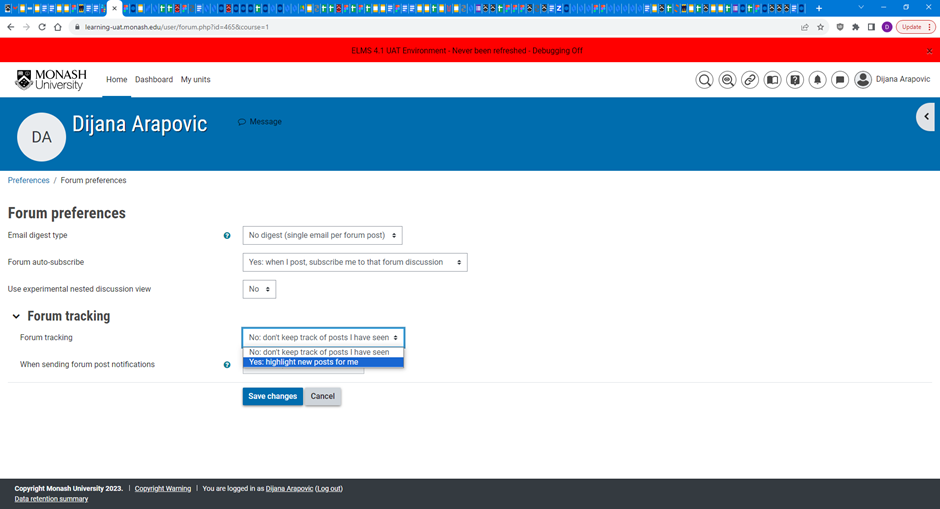 learning-uat.monash.edu/user/forum.php?id=465&course=1
D
Update
ELMS 4.1 UAT Environment - Never been refreshed - Debugging Off
x
MONASH University
Home Dashboard My units
Dijana Arapovic
DA
Dijana Arapovic
Message
Preferences / Forum preferences
Forum preferences
Email digest type
?
No digest (single email per forum post)
Forum auto-subscribe
Yes: when I post, subscribe me to that forum discussion
Use experimental nested discussion view
No
Forum tracking
Forum tracking
No: don't keep track of posts I have seen
No: don't keep track of posts I have seen
Yes: highlight new posts for me
When sending forum post notifications
?
Save changes
Cancel
Copyright Monash University 2023. | Copyright Warning | You are logged in as Dijana Arapovic (Log out)
Data retention summary